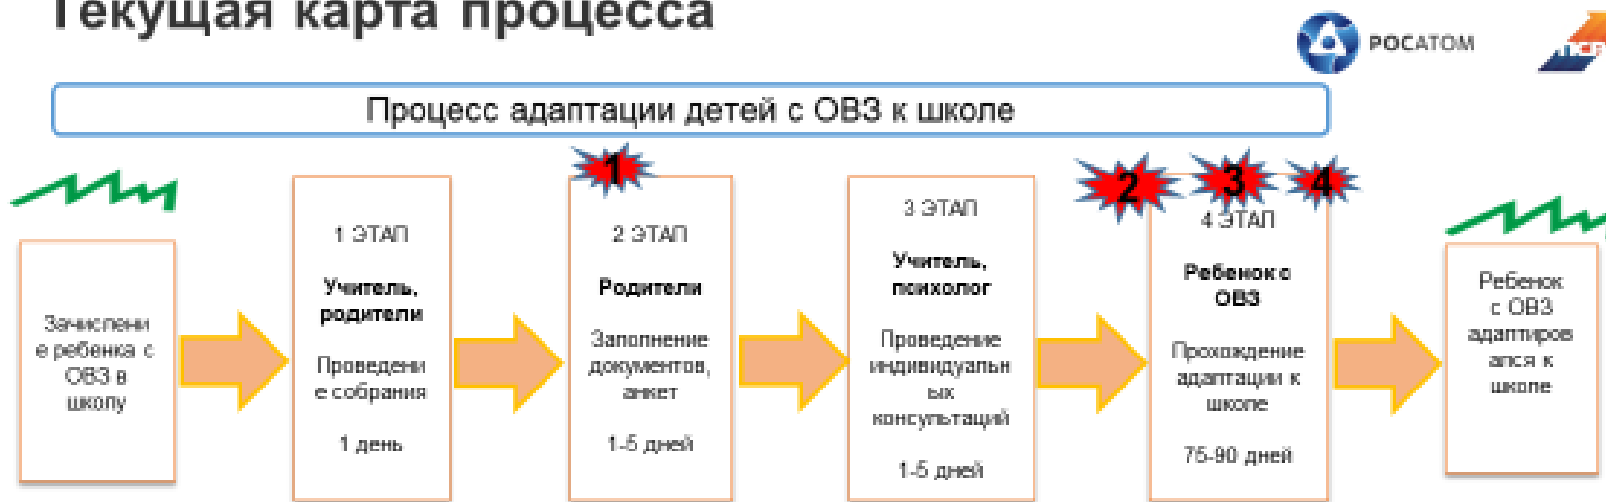 Текущая карта процесса
РОСАТОМ
ПСР
Процесс адаптации детей с ОВЗ к школе
Зачислени
е ребенка с
ОВЗ в
школу
1 ЭТАП
Учитель,
родители
Проведени
е собрания
1 день
1
2 ЭТАП
Родители
Заполнение
документов,
анкет
1-5 дней
3 ЭТАП
Учитель,
психолог
Проведение
индивидуальн
ых
консультаций
1-5 дней
2
3
4
4 ЭТАП
Ребенок с
ОВЗ
Прохождение
адаптации к
школе
75-90 дней
Ребенок
с ОВЗ
адаптиров
ался к
школе